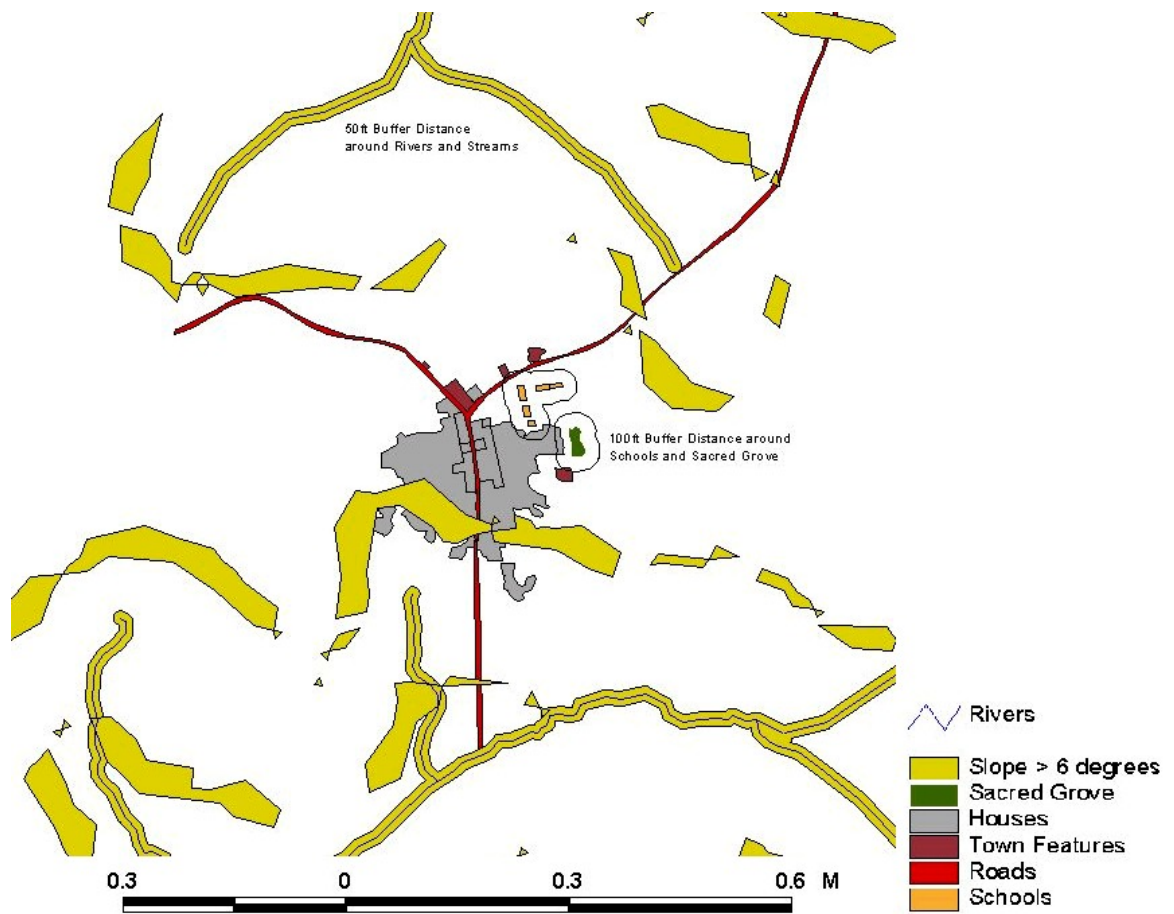 50ft Buffer Distance
around Rivers and Streams
100ft Buffer Distance around
Schools and Sacred Grove
Rivers
Slope > 6 degrees
Sacred Grove
Houses
Town Features
Roads
Schools
0.3 0 0.3 0.6 M